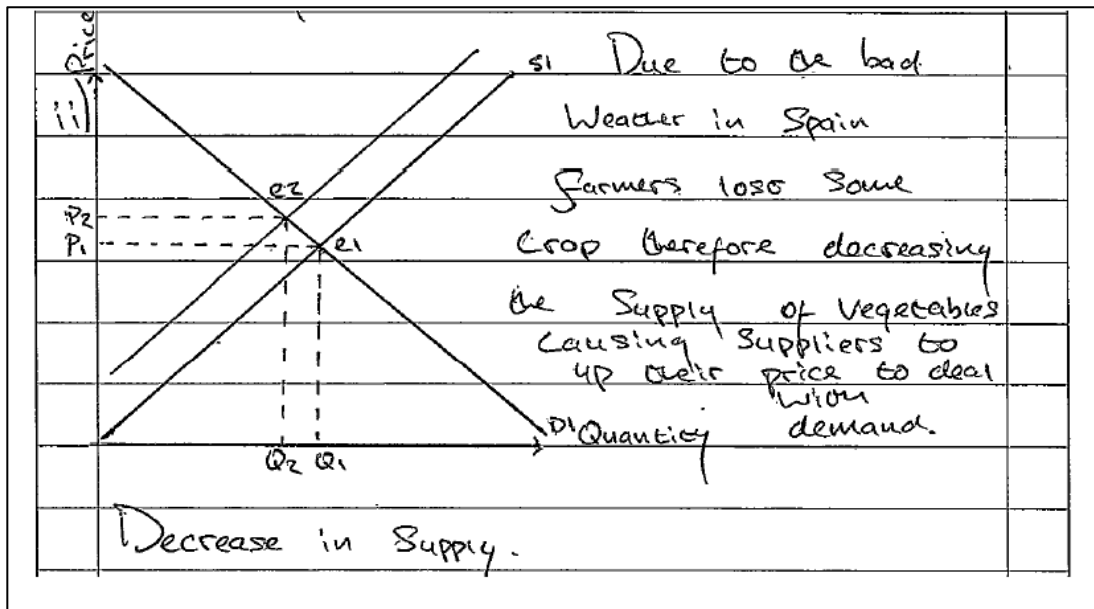 ii)
Price
S1
Due to the bad
Weather in Spain
farmers lose some
Crop therefore decreasing
the Supply of vegetables
Causing Suppliers to
up their price to deal
with
demand.
e2
P2
P1
e1
D1
Quantity
Q2 Q1
Decrease in Supply.